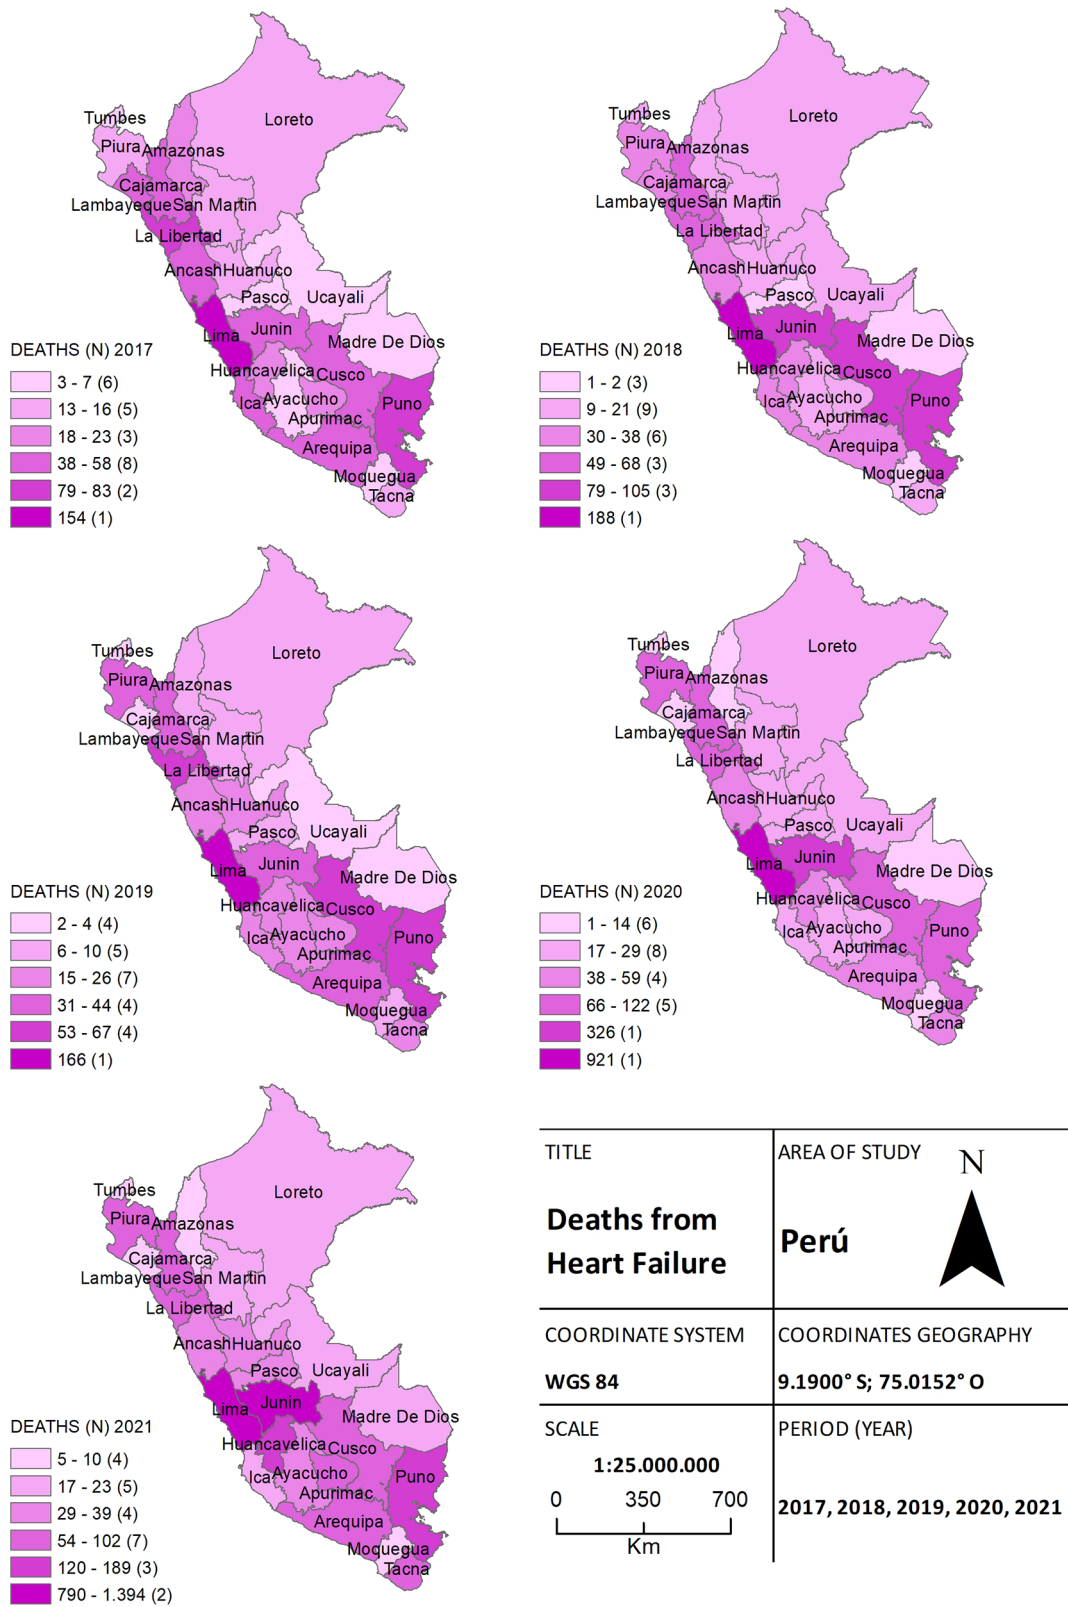 Tumbes
Piura
Amazonas
Loreto
Cajamarca
Lambayeque
San Martin
La Libertad
Ancash
Huanuco
Pasco
Ucayali
Lima
Junin
Madre De Dios
Huancavelica
Cusco
Ica
Ayacucho
Puno
Apurimac
Arequipa
Moquegua
Tacna
DEATHS (N) 2017
3 - 7 (6)
13 - 16 (5)
18 - 23 (3)
38 - 58 (8)
79 - 83 (2)
154 (1)
Tumbes
Piura
Amazonas
Loreto
Cajamarca
Lambayeque
San Martin
La Libertad
Ancash
Huanuco
Pasco
Ucayali
Lima
Junin
Madre De Dios
Huancavelica
Cusco
Ica
Ayacucho
Puno
Apurimac
Arequipa
Moquegua
Tacna
DEATHS (N) 2018
1 - 2 (3)
9 - 21 (9)
30 - 38 (6)
49 - 68 (3)
79 - 105 (3)
188 (1)
Tumbes
Piura
Amazonas
Loreto
Cajamarca
Lambayeque
San Martin
La Libertad
Ancash
Huanuco
Pasco
Ucayali
Lima
Junin
Madre De Dios
Huancavelica
Cusco
Ica
Ayacucho
Puno
Apurimac
Arequipa
Moquegua
Tacna
DEATHS (N) 2019
2 - 4 (4)
6 - 10 (5)
15 - 26 (7)
31 - 44 (4)
53 - 67 (4)
166 (1)
Tumbes
Piura
Amazonas
Loreto
Cajamarca
Lambayeque
San Martin
La Libertad
Ancash
Huanuco
Pasco
Ucayali
Lima
Junin
Madre De Dios
Huancavelica
Cusco
Ica
Ayacucho
Puno
Apurimac
Arequipa
Moquegua
Tacna
DEATHS (N) 2020
1 - 14 (6)
17 - 29 (8)
38 - 59 (4)
66 - 122 (5)
326 (1)
921 (1)
Tumbes
Piura
Amazonas
Loreto
Cajamarca
Lambayeque
San Martin
La Libertad
Ancash
Huanuco
Pasco
Ucayali
Lima
Junin
Madre De Dios
Huancavelica
Cusco
Ica
Ayacucho
Puno
Apurimac
Arequipa
Moquegua
Tacna
DEATHS (N) 2021
5 - 10 (4)
17 - 23 (5)
29 - 39 (4)
54 - 102 (7)
120 - 189 (3)
790 - 1.394 (2)
TITLE
Deaths from
Heart Failure
AREA OF STUDY
N
Perú
COORDINATE SYSTEM
WGS 84
COORDINATES GEOGRAPHY
9.1900° S; 75.0152° O
SCALE
1:25.000.000
0 350 700
Km
PERIOD (YEAR)
2017, 2018, 2019, 2020, 2021